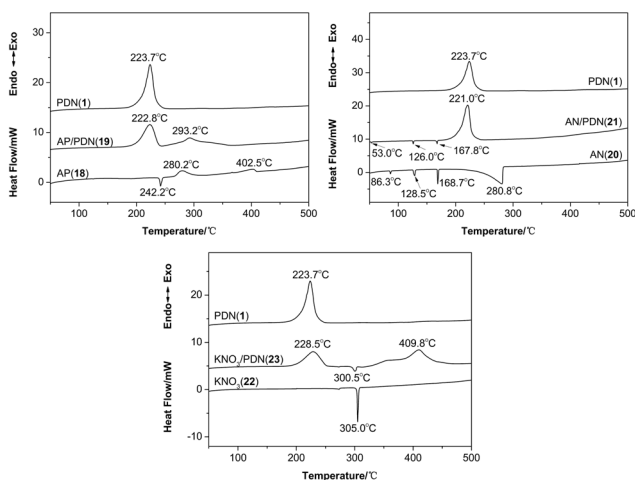 Endo ↔ Exo
Heat Flow/mW
30
20
10
0
223.7°C
PDN(1)
222.8°C
293.2°C
AP/PDN(19)
280.2°C
402.5°C
AP(18)
242.2°C
100
200
300
400
500
Temperature/℃
Endo ↔ Exo
Heat Flow/mW
40
20
0
223.7°C
PDN(1)
221.0°C
AN/PDN(21)
53.0°C
126.0°C
167.8°C
AN(20)
86.3°C
128.5°C
168.7°C
280.8°C
100
200
300
400
500
Temperature/℃
Endo ↔ Exo
Heat Flow/mW
20
10
0
-10
223.7°C
PDN(1)
228.5°C
409.8°C
KNO3/PDN(23)
300.5°C
KNO3(22)
305.0°C
100
200
300
400
500
Temperature/℃